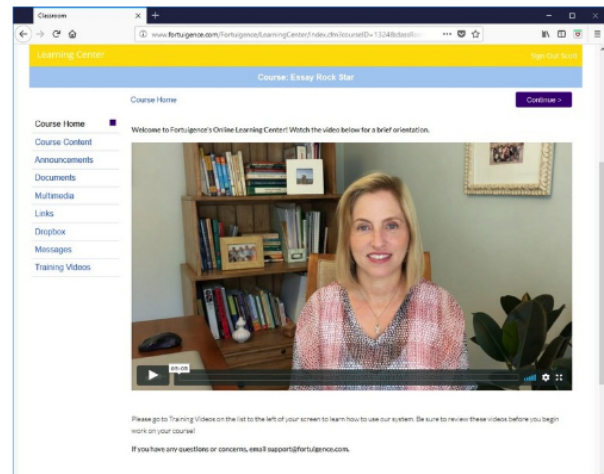 Classroom
www.fortuigence.com/Fortuigence/LearningCenter/index.cfm?courseID=1324&classRoo
Learning Center
Sign Out Scott
Course: Essay Rock Star
Course Home
Continue >
Course Home
Course Content
Announcements
Documents
Multimedia
Links
Dropbox
Messages
Training Videos
Welcome to Fortuigence's Online Learning Center! Watch the video below for a brief orientation.
Please go to Training Videos on the list to the left of your screen to learn how to use our system. Be sure to review these videos before you begin
work on your course!
If you have any questions or concerns, email support@fortuigence.com.